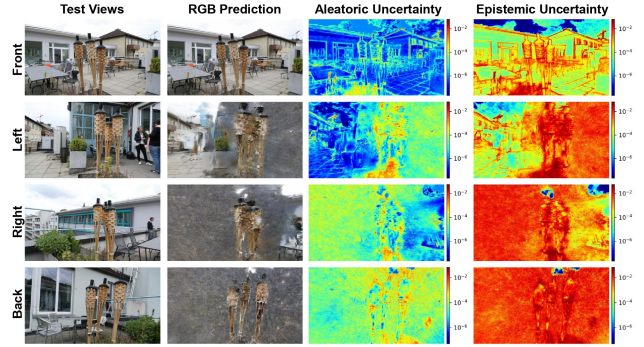 Test Views RGB Prediction Aleatoric Uncertainty Epistemic Uncertainty
Front
10⁻² 10⁻²
10⁻⁴ 10⁻⁴
10⁻⁶ 10⁻⁶
Left
10⁻² 10⁻²
10⁻⁴ 10⁻⁴
10⁻⁶ 10⁻⁶
Right
10⁻² 10⁻²
10⁻⁴ 10⁻⁴
10⁻⁶ 10⁻⁶
Back
10⁻² 10⁻²
10⁻⁴ 10⁻⁴
10⁻⁶ 10⁻⁶